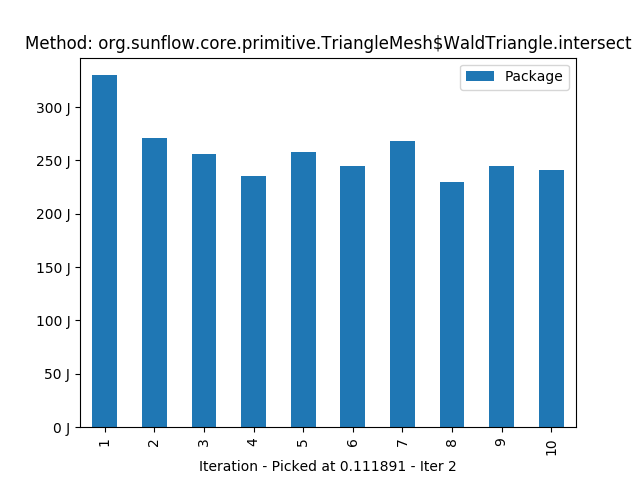 Method: org.sunflow.core.primitive.TriangleMesh$WaldTriangle.intersect
Package
300 J
250 J
200 J
150 J
100 J
50 J
0 J
1 2 3 4 5 6 7 8 9 10
Iteration - Picked at 0.111891 - Iter 2